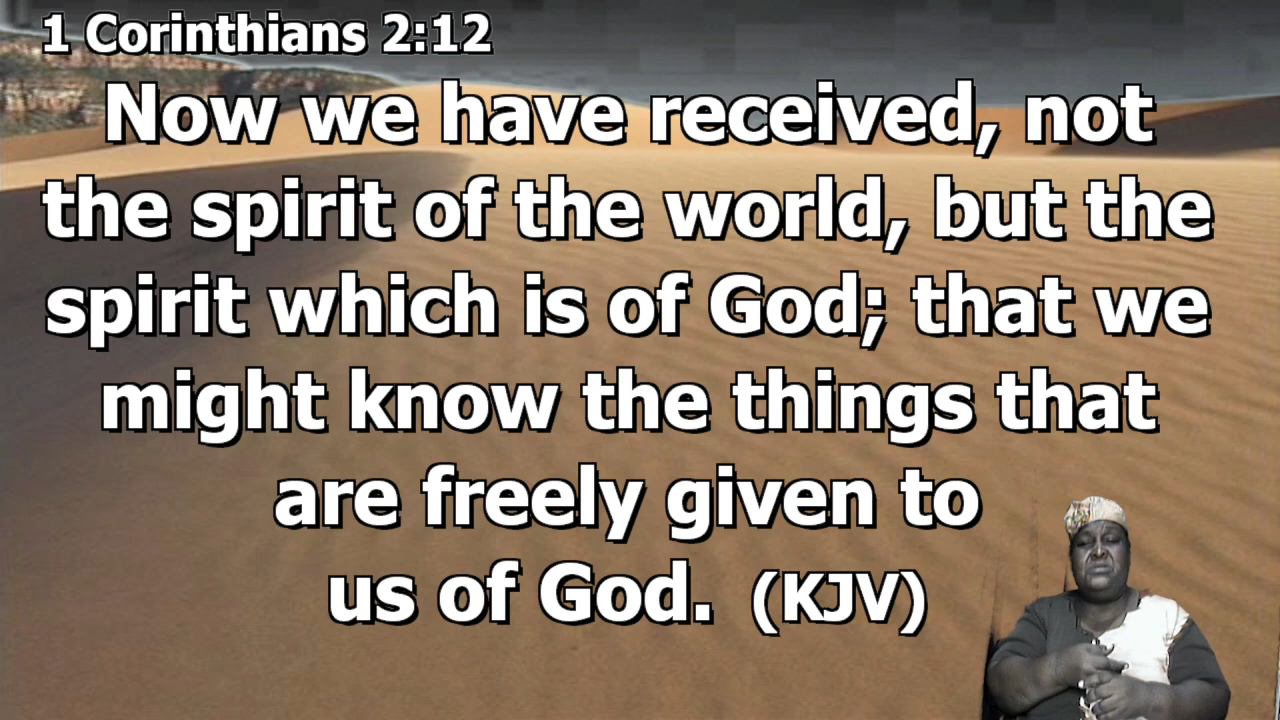 1 Corinthians 2:12
Now we have received, not
the spirit of the world, but the
spirit which is of God; that we
might know the things that
are freely given to
us of God. (KJV)